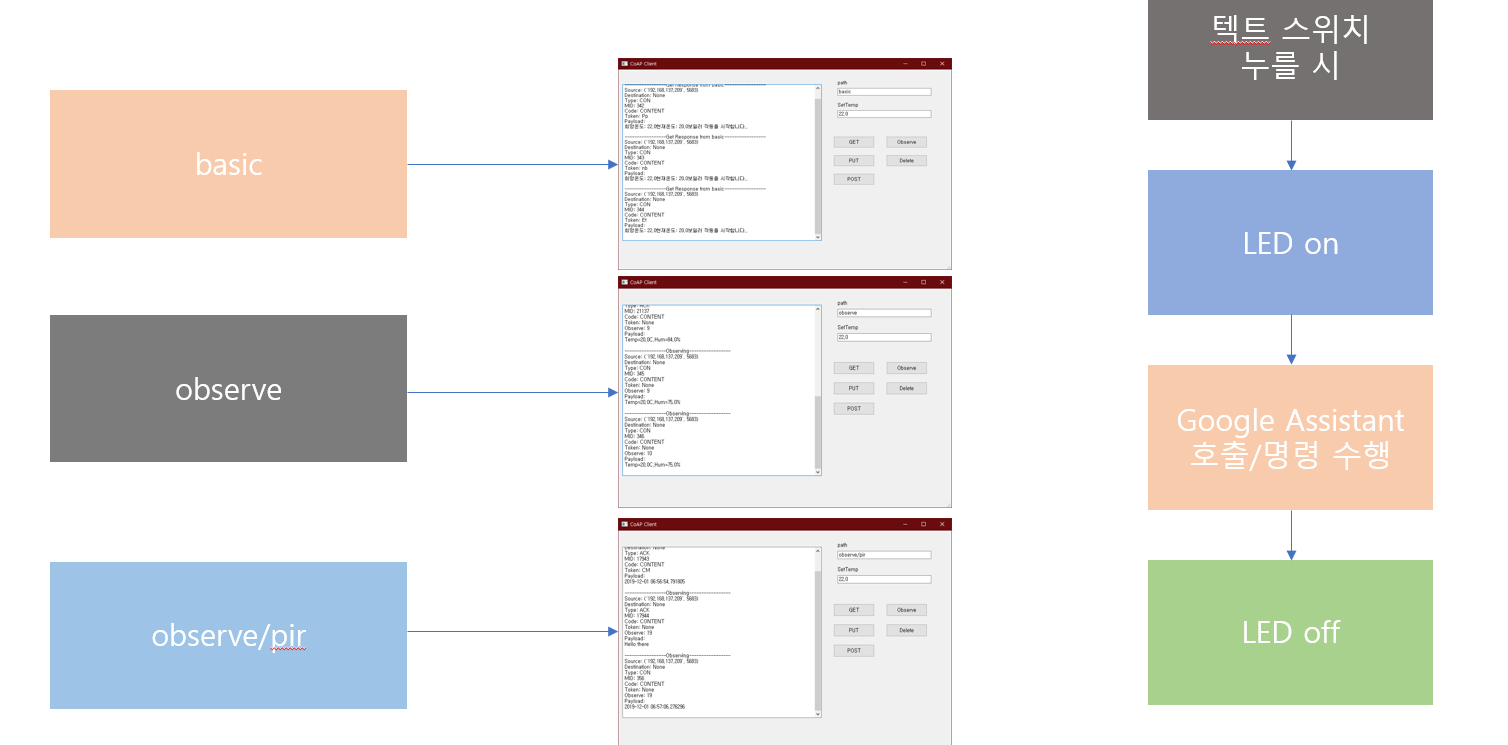 basic
observe
observe/pir
CoAP Client
--------------------Get Response from basic--------------------
Source: ('192,168,137,209', 5683)
Destination: None
Type: CON
MID: 342
Code: CONTENT
Token: Pp
Payload:
희망온도: 22,0현재온도: 20,0보일러 작동을 시작합니다,,
--------------------Get Response from basic--------------------
Source: ('192,168,137,209', 5683)
Destination: None
Type: CON
MID: 343
Code: CONTENT
Token: nb
Payload:
희망온도: 22,0현재온도: 20,0보일러 작동을 시작합니다,,
--------------------Get Response from basic--------------------
Source: ('192,168,137,209', 5683)
Destination: None
Type: CON
MID: 344
Code: CONTENT
Token: Ef
Payload:
희망온도: 22,0현재온도: 20,0보일러 작동을 시작합니다,,
path
basic
SetTemp
22,0
GET
Observe
PUT
Delete
POST
CoAP Client
Type: ACK
MID: 21137
Code: CONTENT
Token: None
Observe: 9
Payload:
Temp=20,0C,Hum=84,0%
--------------------Observing--------------------
Source: ('192,168,137,209', 5683)
Destination: None
Type: CON
MID: 345
Code: CONTENT
Token: None
Observe: 9
Payload:
Temp=20,0C,Hum=75,0%
--------------------Observing--------------------
Source: ('192,168,137,209', 5683)
Destination: None
Type: CON
MID: 346
Code: CONTENT
Token: None
Observe: 10
Payload:
Temp=20,0C,Hum=75,0%
path
observe
SetTemp
22,0
GET
Observe
PUT
Delete
POST
CoAP Client
Destination: None
Type: ACK
MID: 17943
Code: CONTENT
Token: CM
Payload:
2019-12-01 06:56:54,791805
--------------------Observing--------------------
Source: ('192,168,137,209', 5683)
Destination: None
Type: ACK
MID: 17944
Code: CONTENT
Token: None
Observe: 19
Payload:
Hello there
--------------------Observing--------------------
Source: ('192,168,137,209', 5683)
Destination: None
Type: CON
MID: 356
Code: CONTENT
Token: None
Observe: 19
Payload:
2019-12-01 06:57:06,276296
path
observe/pir
SetTemp
22,0
GET
Observe
PUT
Delete
POST
텍트 스위치
누를 시
LED on
Google Assistant
호출/명령 수행
LED off